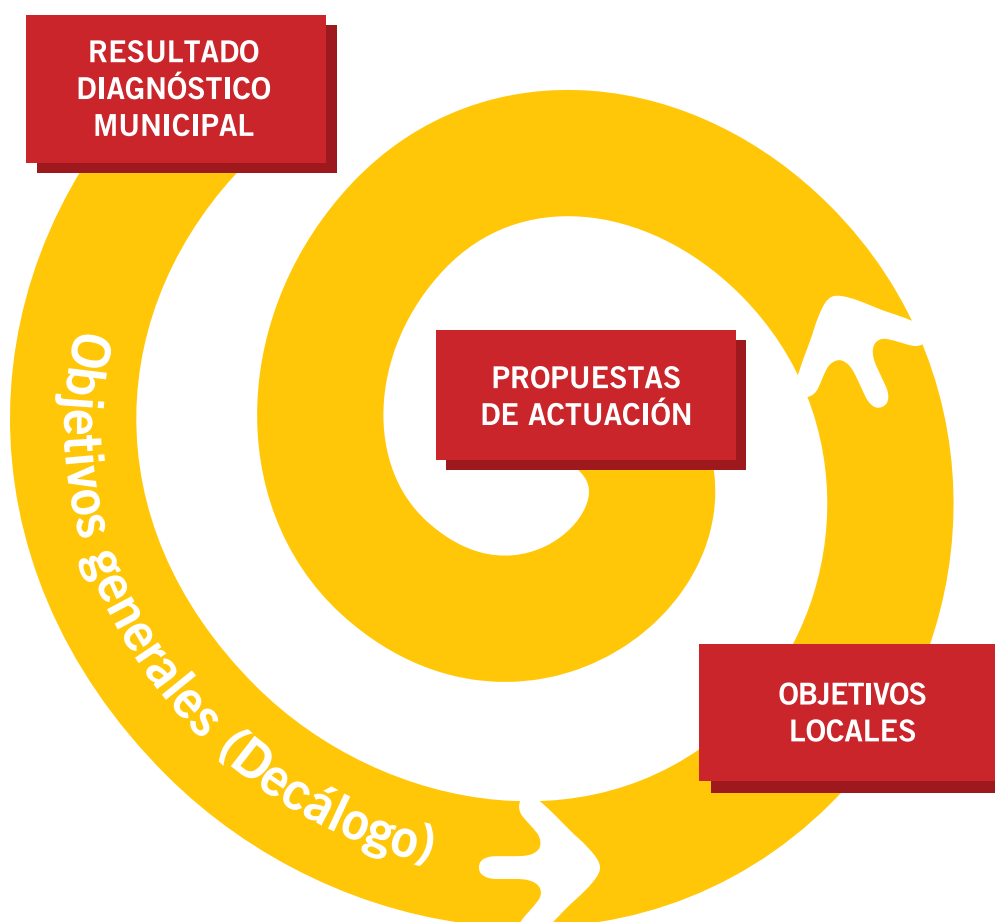 RESULTADO
DIAGNÓSTICO
MUNICIPAL
Objetivos generales (Decálogo)
PROPUESTAS
DE ACTUACIÓN
OBJETIVOS
LOCALES